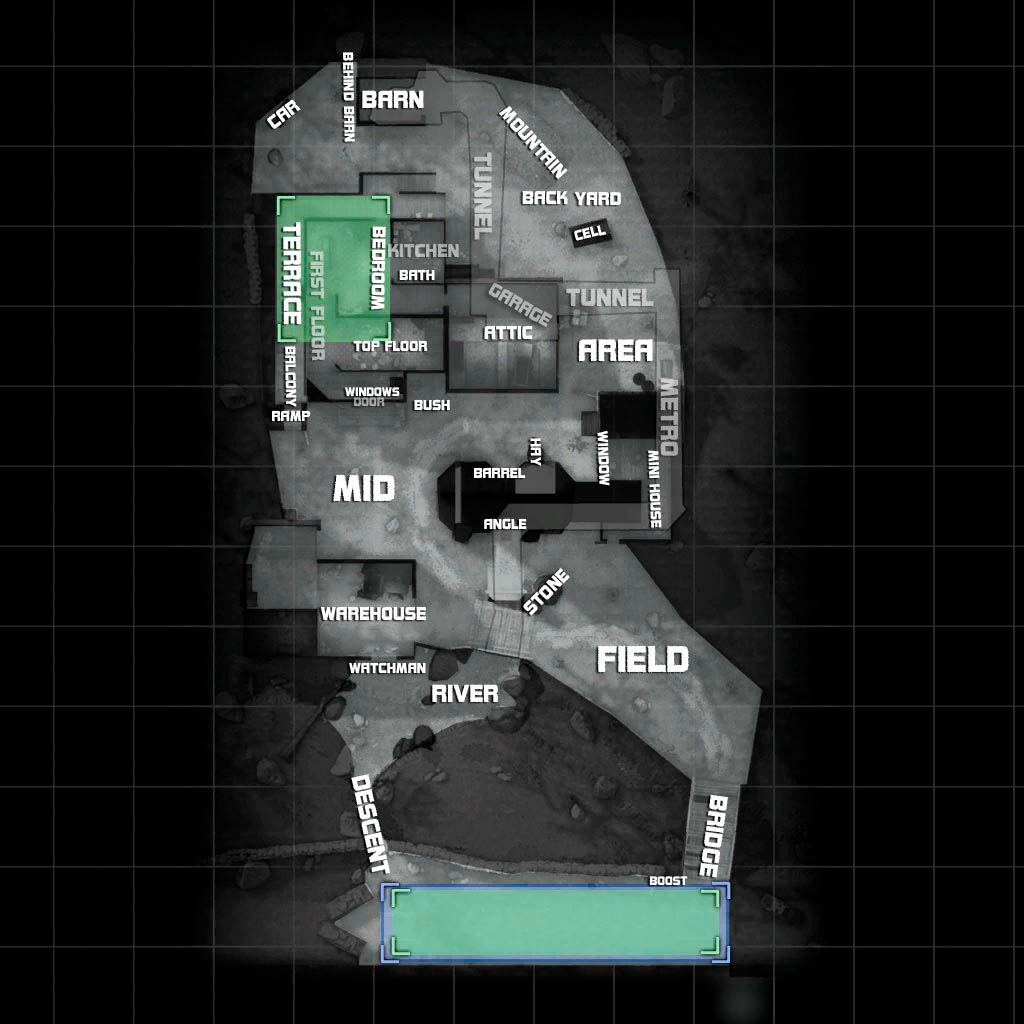 BEHIND BARN
BARN
CAR
MOUNTAIN
TUNNEL
BACK YARD
CELL
TERRACE
FIRST FLOOR
BEDROOM
KITCHEN
BATH
GARAGE
TUNNEL
ATTIC
TOP FLOOR
AREA
BALCONY
WINDOWS
DOOR
BUSH
RAMP
METRO
HAY
WINDOW
MINI HOUSE
BARREL
MID
ANGLE
STONE
WAREHOUSE
FIELD
WATCHMAN
RIVER
DESCENT
BRIDGE
BOOST